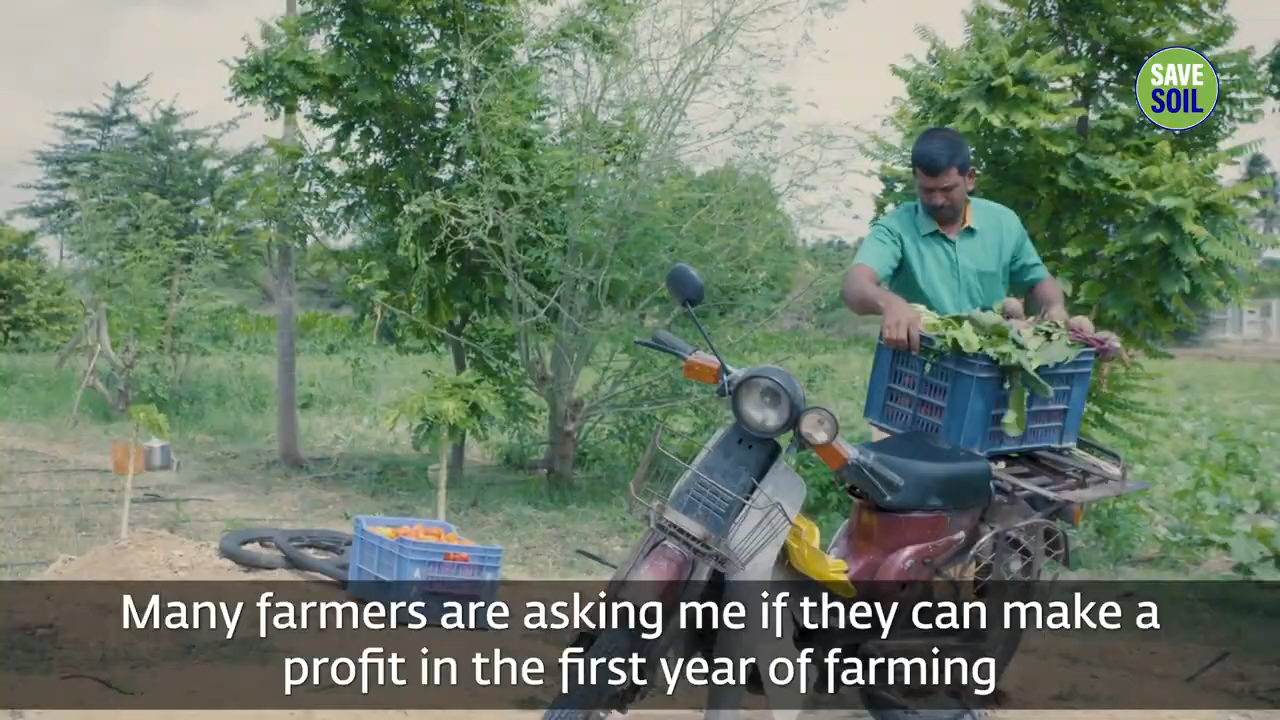 SAVE
SOIL
Many farmers are asking me if they can make a
profit in the first year of farming